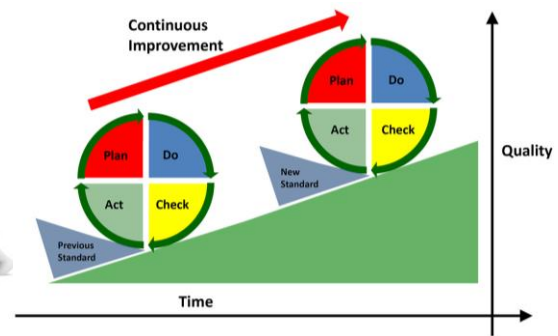 Continuous
Improvement
Plan
Do
Act
Check
New
Standard
Quality
Plan
Do
Act
Check
Previous
Standard
Time